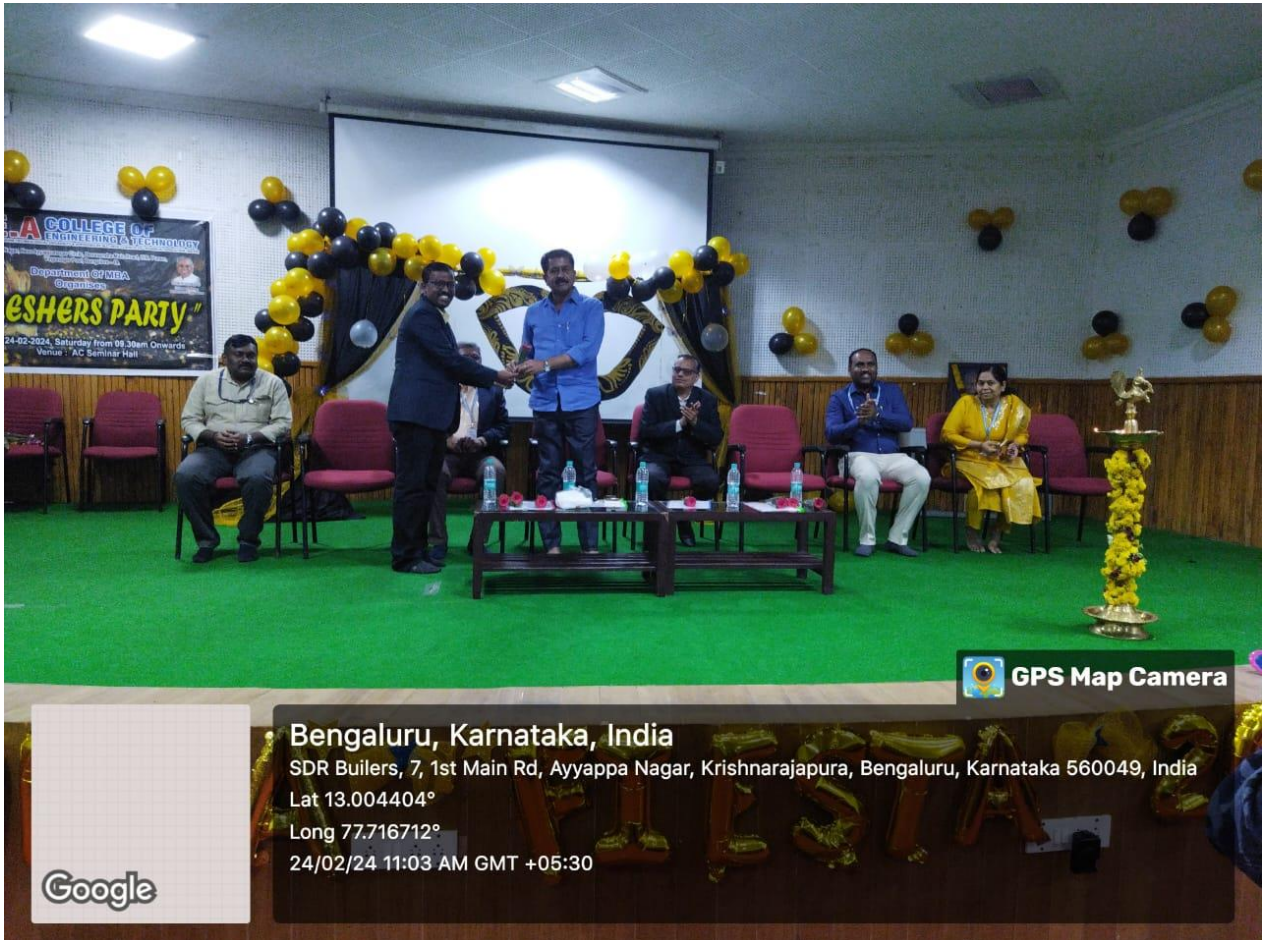 .A COLLEGE OF
ENGINEERING & TECHNOLOGY
Department Of MBA
Organises
ESHERS PARTY"
24-02-2024, Saturday from 09.30am Onwards
Venue : AC Seminar Hall
GPS Map Camera
Bengaluru, Karnataka, India
SDR Builers, 7, 1st Main Rd, Ayyappa Nagar, Krishnarajapura, Bengaluru, Karnataka 560049, India
Lat 13.004404°
Long 77.716712°
24/02/24 11:03 AM GMT +05:30
Google
A FIESTA 2